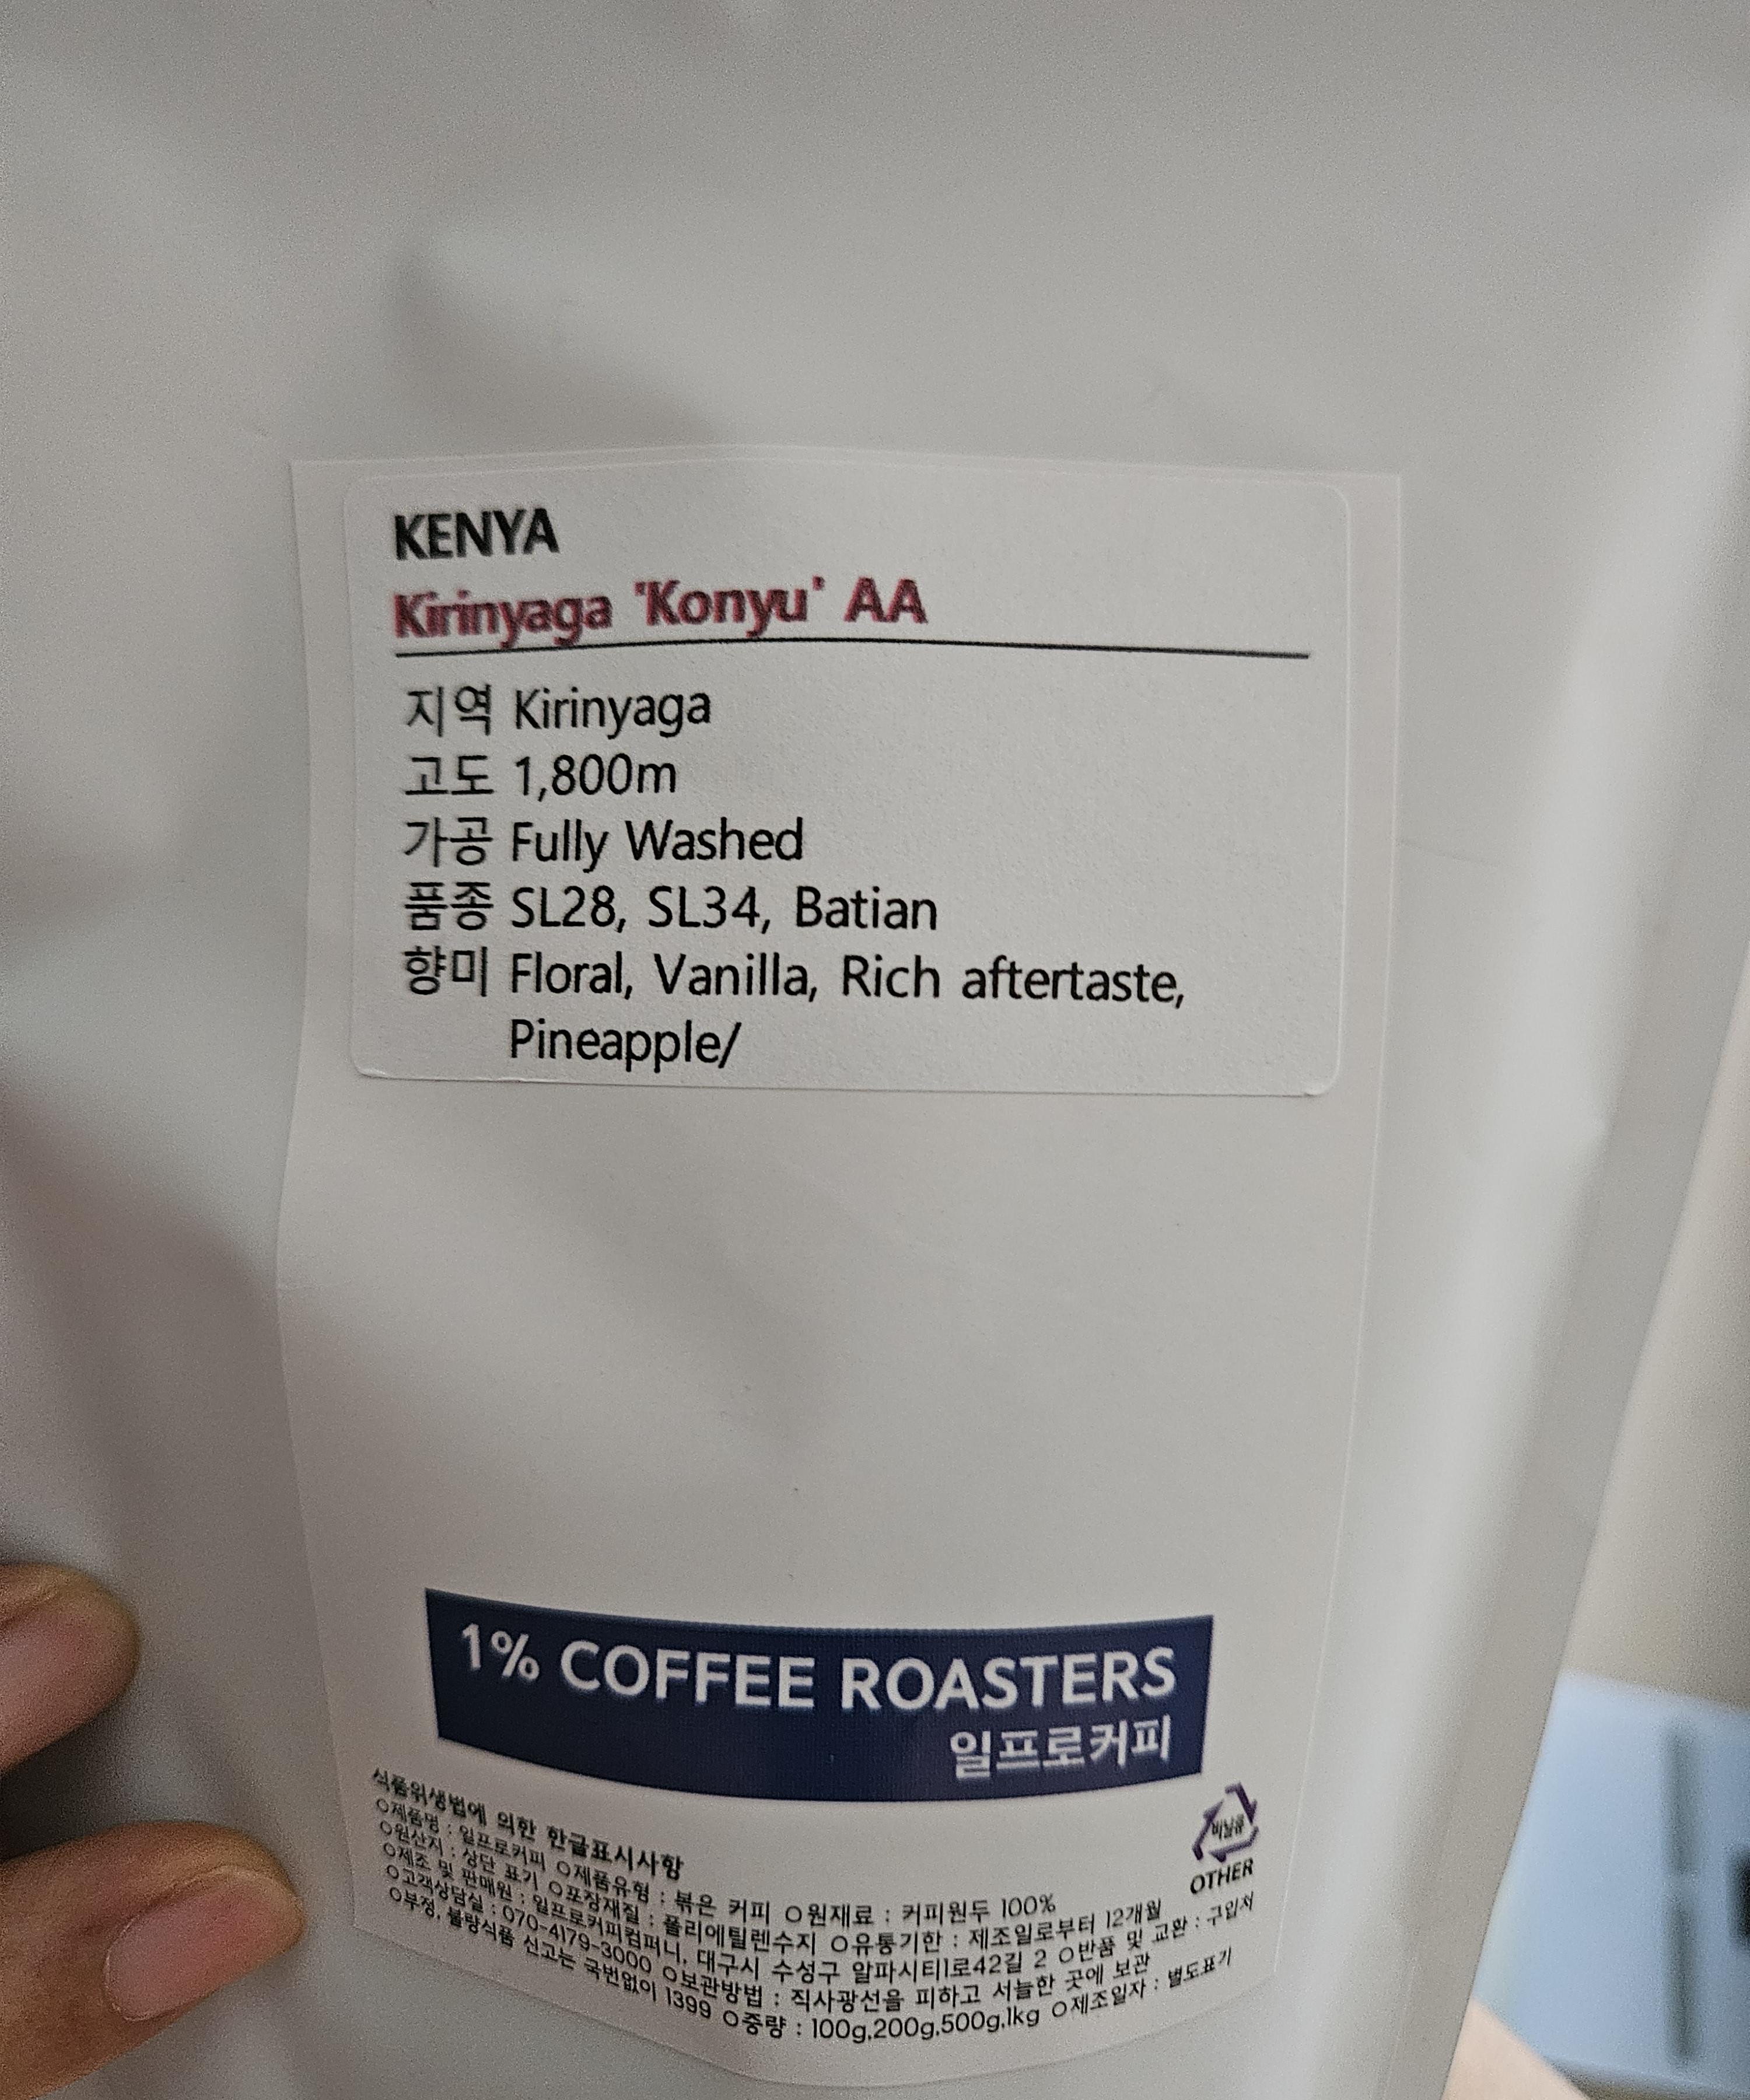 KENYA
Kirinyaga 'Konyu' AA
지역 Kirinyaga
고도 1,800m
가공 Fully Washed
품종 SL28, SL34, Batian
향미 Floral, Vanilla, Rich aftertaste,
Pineapple/
1% COFFEE ROASTERS
일프로커피
비닐류
OTHER
식품위생법에 의한 한글표시사항
○제품명 : 일프로커피 ○제품유형 : 볶은 커피 ○원재료 : 커피원두 100%
○원산지 : 상단 표기 ○포장재질 : 폴리에틸렌수지 ○유통기한 : 제조일로부터 12개월
○제조 및 판매원 : 일프로커피컴퍼니, 대구시 수성구 알파시티1로42길 2 ○반품 및 교환 : 구입처
○고객상담실 : 070-4179-3000 ○보관방법 : 직사광선을 피하고 서늘한 곳에 보관
○부정, 불량식품 신고는 국번없이 1399 ○중량 : 100g,200g,500g,1kg ○제조일자 : 별도표기